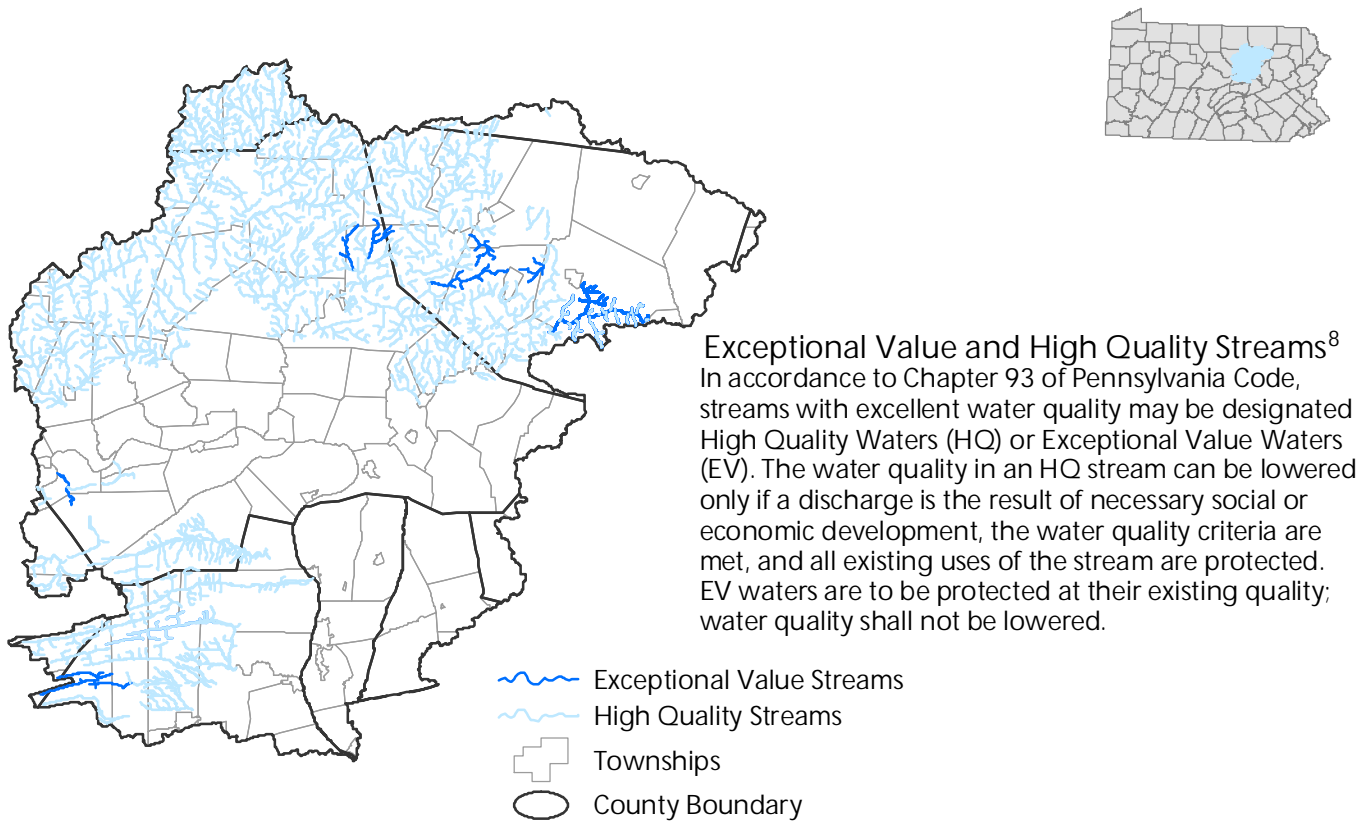 Exceptional Value and High Quality Streams8
In accordance to Chapter 93 of Pennsylvania Code,
streams with excellent water quality may be designated
High Quality Waters (HQ) or Exceptional Value Waters
(EV). The water quality in an HQ stream can be lowered
only if a discharge is the result of necessary social or
economic development, the water quality criteria are
met, and all existing uses of the stream are protected.
EV waters are to be protected at their existing quality;
water quality shall not be lowered.
Exceptional Value Streams
High Quality Streams
Townships
County Boundary